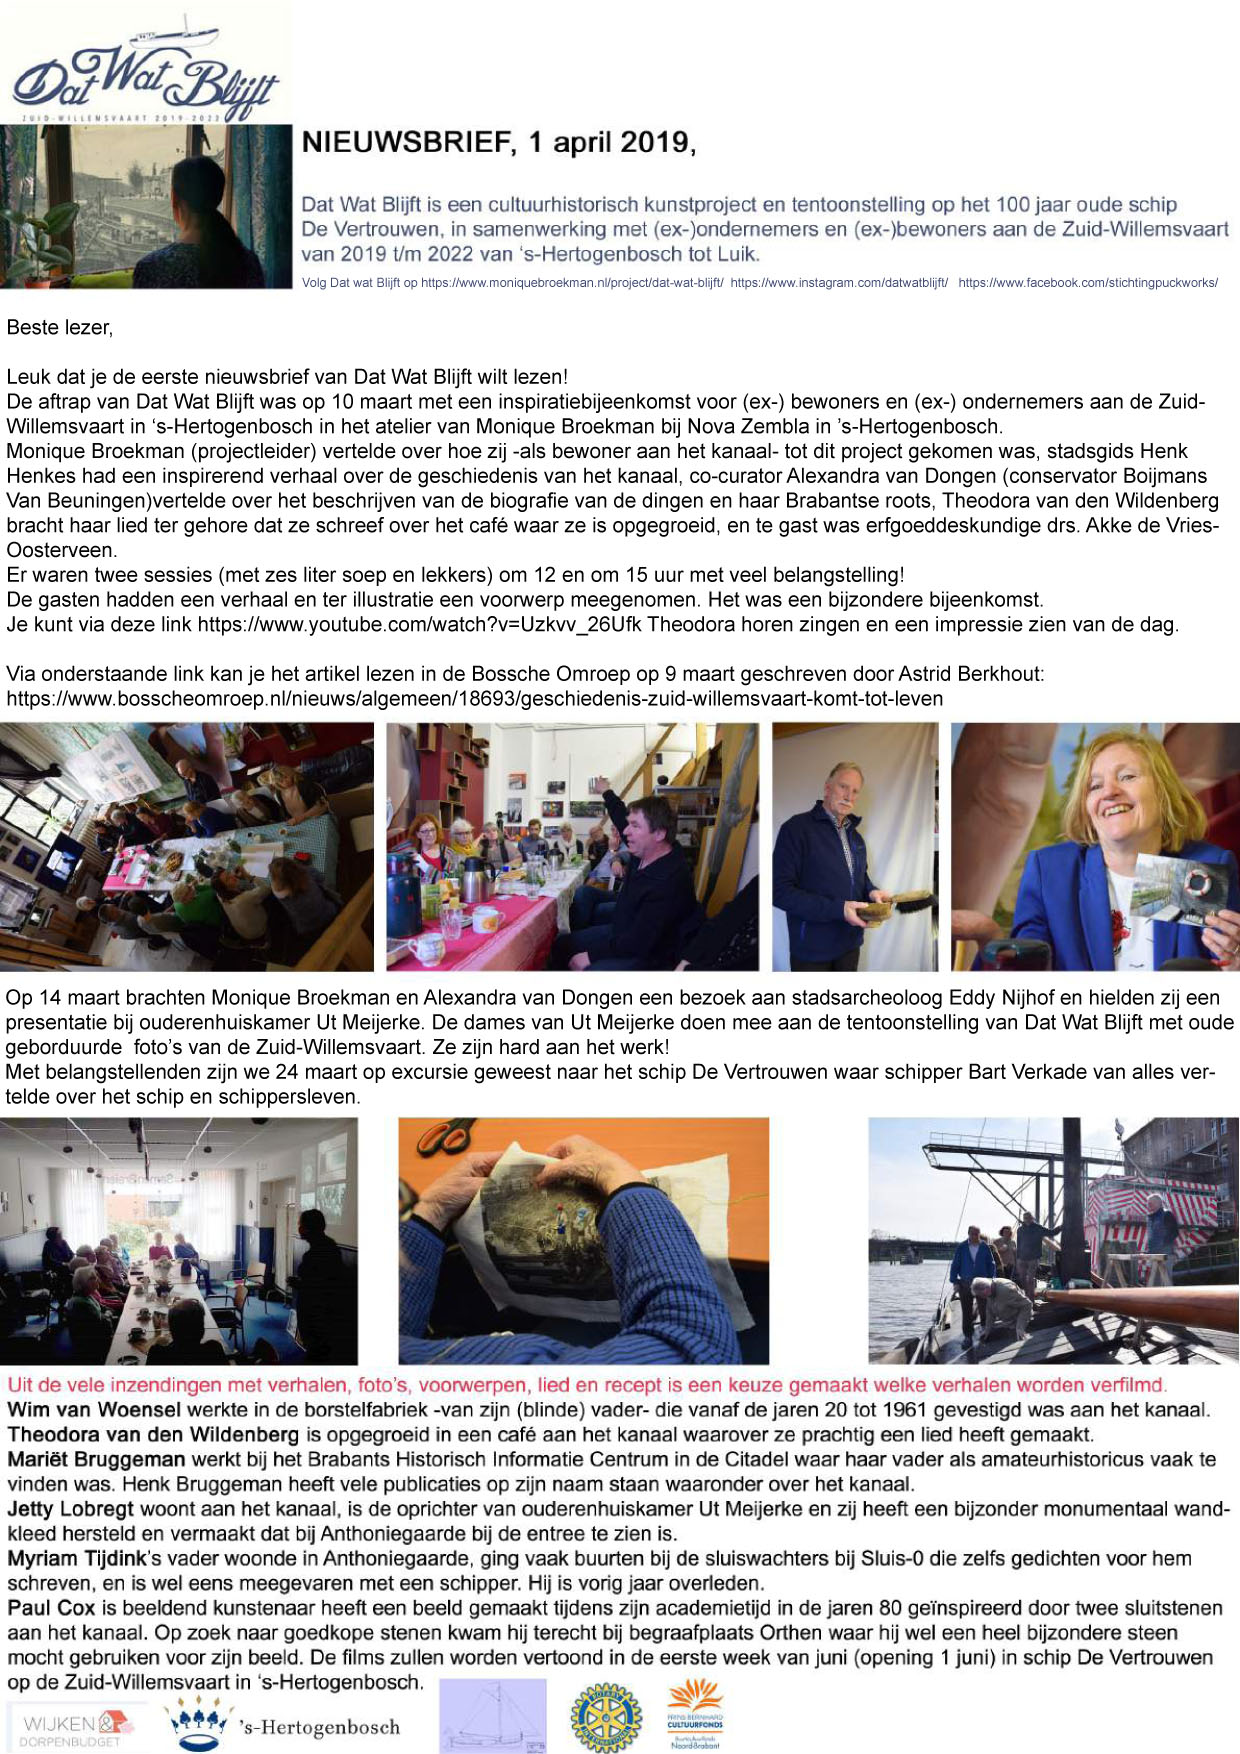 Dat Wat Blijft
ZUID-WILLEMSVAART 2019-2022
NIEUWSBRIEF, 1 april 2019,
Dat Wat Blijft is een cultuurhistorisch kunstproject en tentoonstelling op het 100 jaar oude schip
De Vertrouwen, in samenwerking met (ex-)ondernemers en (ex-)bewoners aan de Zuid-Willemsvaart
van 2019 t/m 2022 van ‘s-Hertogenbosch tot Luik.
Volg Dat wat Blijft op https://www.moniquebroekman.nl/project/dat-wat-blijft/ https://www.instagram.com/datwatblijft/ https://www.facebook.com/stichtingpuckworks/
Beste lezer,
Leuk dat je de eerste nieuwsbrief van Dat Wat Blijft wilt lezen!
De aftrap van Dat Wat Blijft was op 10 maart met een inspiratiebijeenkomst voor (ex-) bewoners en (ex-) ondernemers aan de Zuid-
Willemsvaart in ‘s-Hertogenbosch in het atelier van Monique Broekman bij Nova Zembla in ’s-Hertogenbosch.
Monique Broekman (projectleider) vertelde over hoe zij -als bewoner aan het kanaal- tot dit project gekomen was, stadsgids Henk
Henkes had een inspirerend verhaal over de geschiedenis van het kanaal, co-curator Alexandra van Dongen (conservator Boijmans
Van Beuningen)vertelde over het beschrijven van de biografie van de dingen en haar Brabantse roots, Theodora van den Wildenberg
bracht haar lied ter gehore dat ze schreef over het café waar ze is opgegroeid, en te gast was erfgoeddeskundige drs. Akke de Vries-
Oosterveen.
Er waren twee sessies (met zes liter soep en lekkers) om 12 en om 15 uur met veel belangstelling!
De gasten hadden een verhaal en ter illustratie een voorwerp meegenomen. Het was een bijzondere bijeenkomst.
Je kunt via deze link https://www.youtube.com/watch?v=Uzkvv_26Ufk Theodora horen zingen en een impressie zien van de dag.
Via onderstaande link kan je het artikel lezen in de Bossche Omroep op 9 maart geschreven door Astrid Berkhout:
https://www.bosscheomroep.nl/nieuws/algemeen/18693/geschiedenis-zuid-willemsvaart-komt-tot-leven
Op 14 maart brachten Monique Broekman en Alexandra van Dongen een bezoek aan stadsarcheoloog Eddy Nijhof en hielden zij een
presentatie bij ouderenhuiskamer Ut Meijerke. De dames van Ut Meijerke doen mee aan de tentoonstelling van Dat Wat Blijft met oude
geborduurde foto’s van de Zuid-Willemsvaart. Ze zijn hard aan het werk!
Met belangstellenden zijn we 24 maart op excursie geweest naar het schip De Vertrouwen waar schipper Bart Verkade van alles ver-
telde over het schip en schippersleven.
Uit de vele inzendingen met verhalen, foto’s, voorwerpen, lied en recept is een keuze gemaakt welke verhalen worden verfilmd.
Wim van Woensel werkte in de borstelfabriek -van zijn (blinde) vader- die vanaf de jaren 20 tot 1961 gevestigd was aan het kanaal.
Theodora van den Wildenberg is opgegroeid in een café aan het kanaal waarover ze prachtig een lied heeft gemaakt.
Mariët Bruggeman werkt bij het Brabants Historisch Informatie Centrum in de Citadel waar haar vader als amateurhistoricus vaak te
vinden was. Henk Bruggeman heeft vele publicaties op zijn naam staan waaronder over het kanaal.
Jetty Lobregt woont aan het kanaal, is de oprichter van ouderenhuiskamer Ut Meijerke en zij heeft een bijzonder monumentaal wand-
kleed hersteld en vermaakt dat bij Anthoniegaarde bij de entree te zien is.
Myriam Tijdink’s vader woonde in Anthoniegaarde, ging vaak buurten bij de sluiswachters bij Sluis-0 die zelfs gedichten voor hem
schreven, en is wel eens meegevaren met een schipper. Hij is vorig jaar overleden.
Paul Cox is beeldend kunstenaar heeft een beeld gemaakt tijdens zijn academietijd in de jaren 80 geïnspireerd door twee sluitstenen
aan het kanaal. Op zoek naar goedkope stenen kwam hij terecht bij begraafplaats Orthen waar hij wel een heel bijzondere steen
mocht gebruiken voor zijn beeld. De films zullen worden vertoond in de eerste week van juni (opening 1 juni) in schip De Vertrouwen
op de Zuid-Willemsvaart in ‘s-Hertogenbosch.
WIJKEN &
DORPENBUDGET
's-Hertogenbosch
ROTARY
INTERNATIONAL
PRINS BERNHARD
CULTUURFONDS
Noord-Brabant